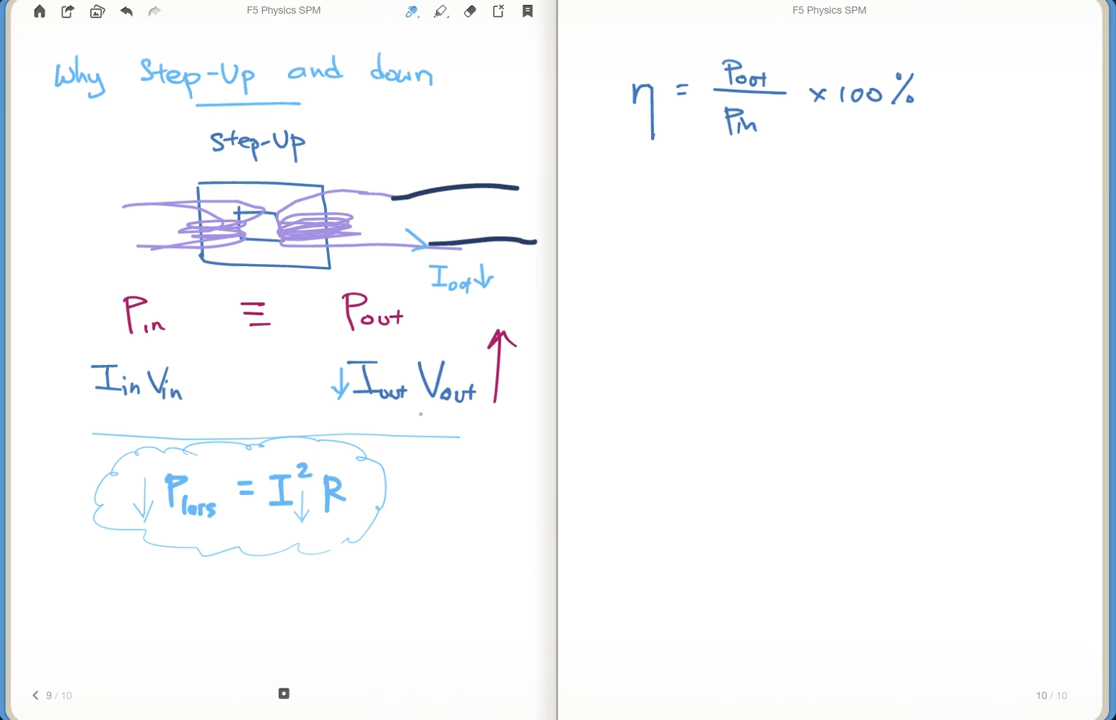 F5 Physics SPM
Why Step-Up and down
Step-Up
Iout↓
Pin ≡ Pout
Iin Vin ↓Iout Vout ↑
↓ Ploss = I²↓ R
9 / 10
F5 Physics SPM
η = Pout / Pin × 100 %
10 / 10